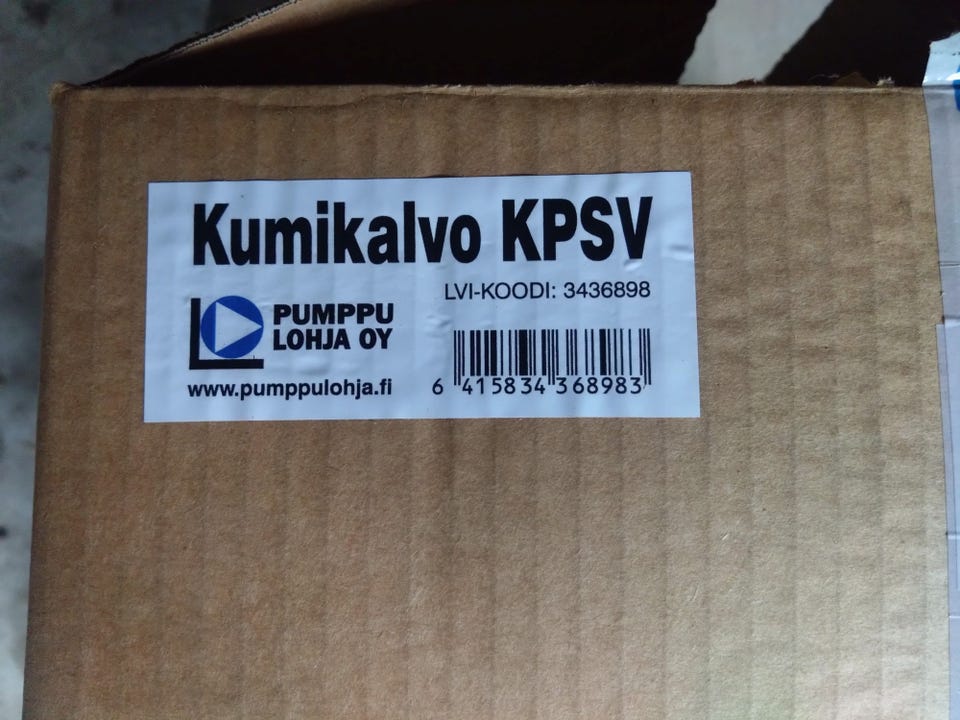 Kumikalvo KPSV
LVI-KOODI: 3436898
PUMPPU
LOHJA OY
www.pumppulohja.fi
6 415834 368983